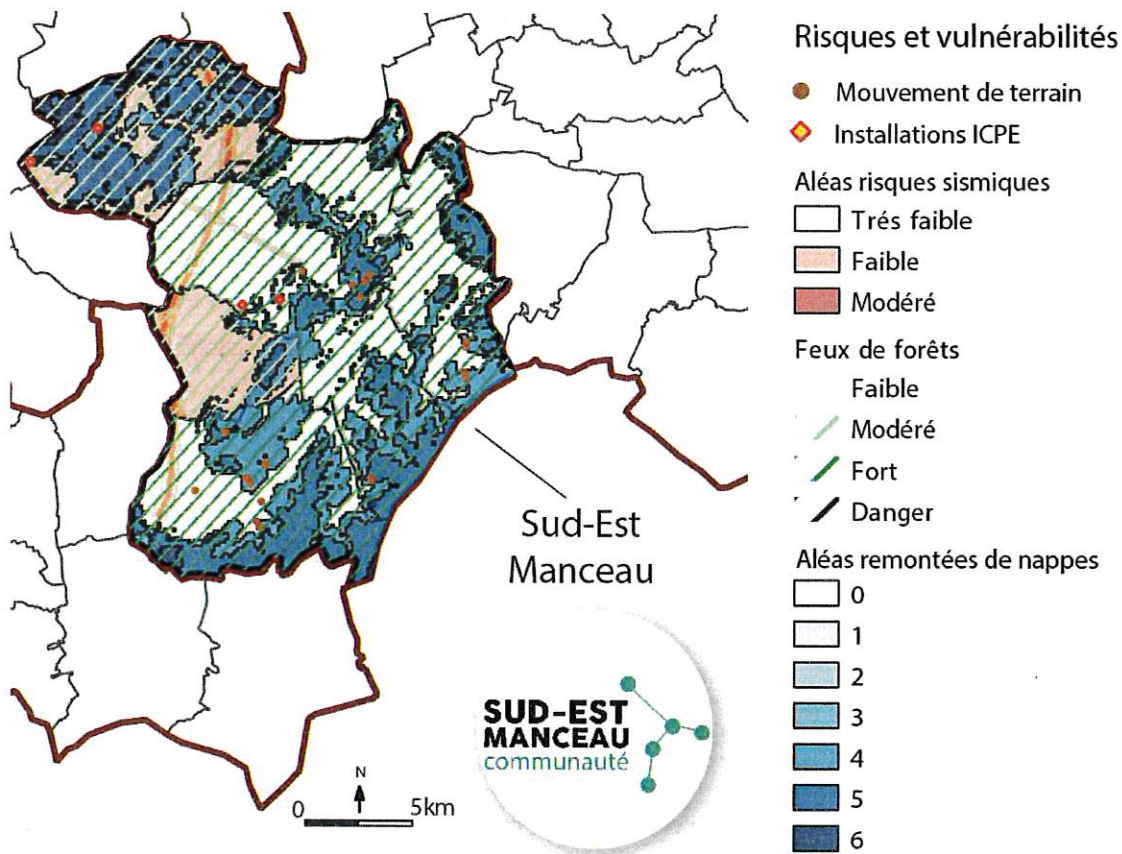 Risques et vulnérabilités
Mouvement de terrain
Installations ICPE
Aléas risques sismiques
Trés faible
Faible
Modéré
Feux de forêts
Faible
Modéré
Fort
Danger
Aléas remontées de nappes
0
1
2
3
4
5
6
Sud-Est
Manceau
SUD-EST
MANCEAU
communauté
N
0 5km